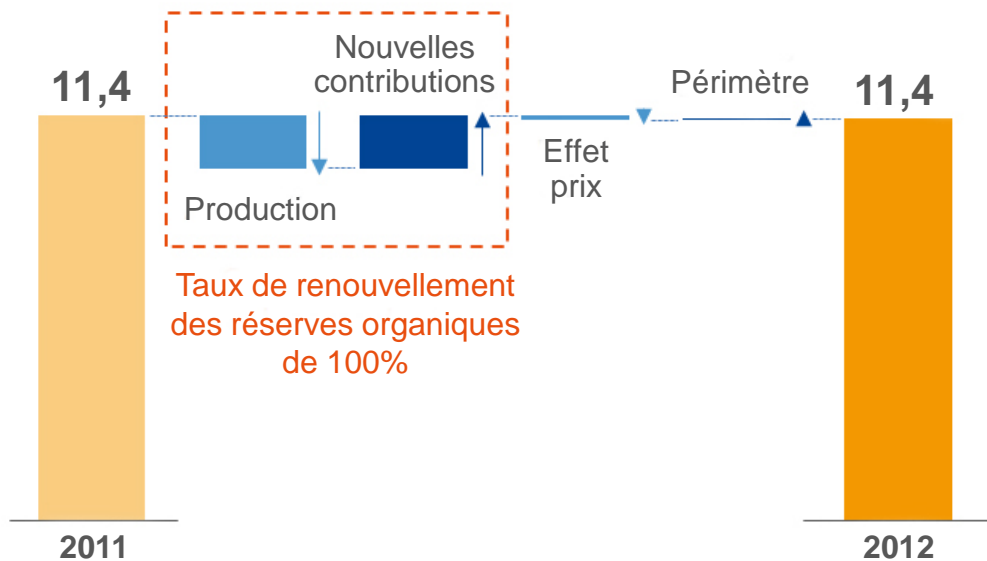 11,4
Nouvelles
contributions
Production
Effet
prix
Périmètre
11,4
Taux de renouvellement
des réserves organiques
de 100%
2011
2012